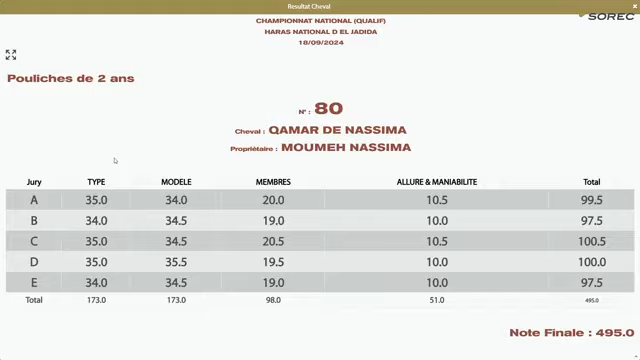 Resultat Cheval
SOREC
CHAMPIONNAT NATIONAL (QUALIF)
HARAS NATIONAL D EL JADIDA
18/09/2024
Pouliches de 2 ans
N° : 80
Cheval : QAMAR DE NASSIMA
Propriétaire : MOUMEH NASSIMA
Jury TYPE MODELE MEMBRES ALLURE & MANIABILITE Total
A 35.0 34.0 20.0 10.5 99.5
B 34.0 34.5 19.0 10.0 97.5
C 35.0 34.5 20.5 10.5 100.5
D 35.0 35.5 19.5 10.0 100.0
E 34.0 34.5 19.0 10.0 97.5
Total 173.0 173.0 98.0 51.0 495.0
Note Finale : 495.0